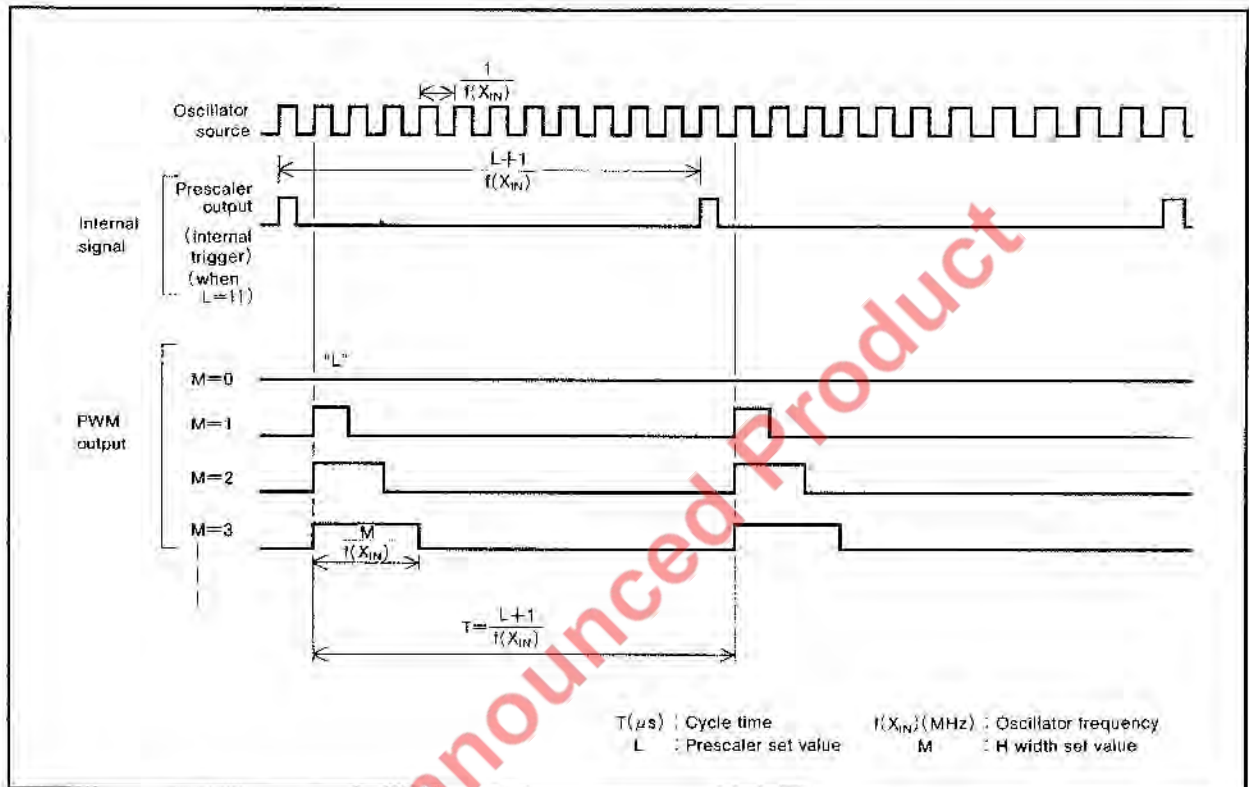 1
f(XIN)
Oscillator
source
L+1
f(XIN)
Prescaler
output
(internal
trigger)
(when
L=11)
Internal
signal
"L"
M=0
M=1
PWM
output
M=2
M=3
M
f(XIN)
T= L+1
f(XIN)
T(μs) : Cycle time
f(XIN)(MHz) : Oscillator frequency
L : Prescaler set value
M : H width set value
nnounced Product